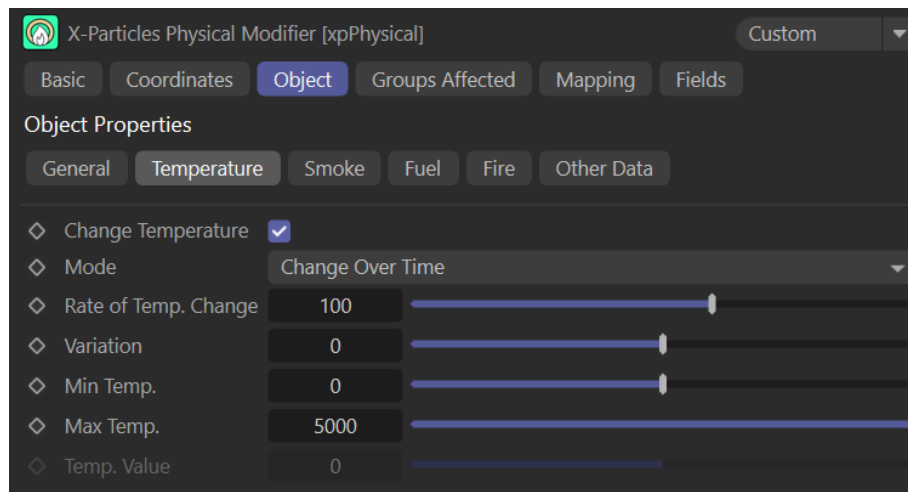 X-Particles Physical Modifier [xpPhysical] Custom
Basic Coordinates Object Groups Affected Mapping Fields
Object Properties
General Temperature Smoke Fuel Fire Other Data
Change Temperature
Mode Change Over Time
Rate of Temp. Change 100
Variation 0
Min Temp. 0
Max Temp. 5000
Temp. Value 0